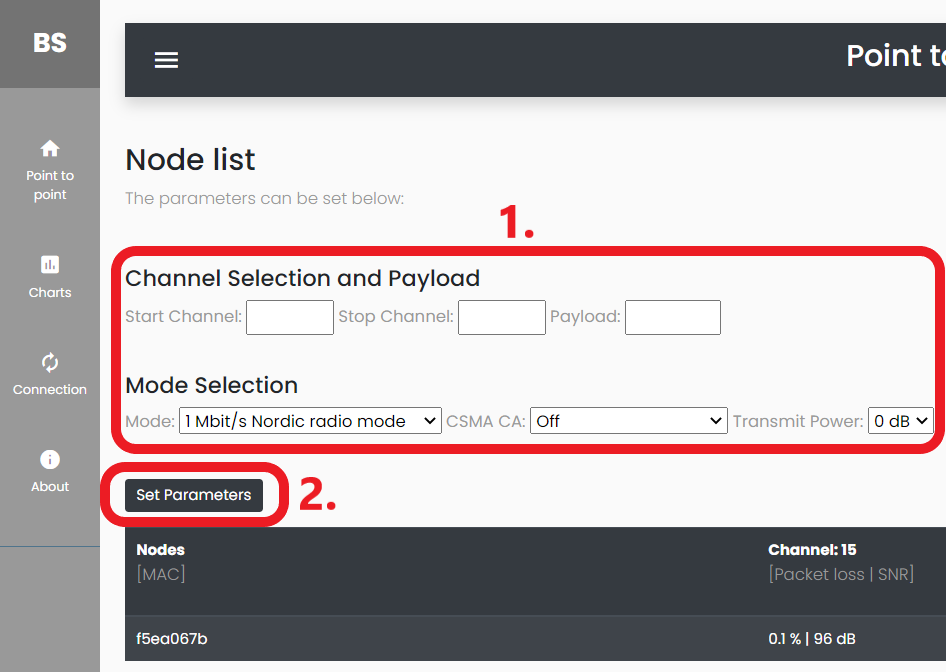 BS
Point to
point
Charts
Connection
About
Point to
Node list
The parameters can be set below:
1.
Channel Selection and Payload
Start Channel: Stop Channel: Payload:
Mode Selection
Mode: 1 Mbit/s Nordic radio mode CSMA CA: Off Transmit Power: 0 dB
Set Parameters 2.
Nodes Channel: 15
[MAC] [Packet loss | SNR]
f5ea067b 0.1 % | 96 dB